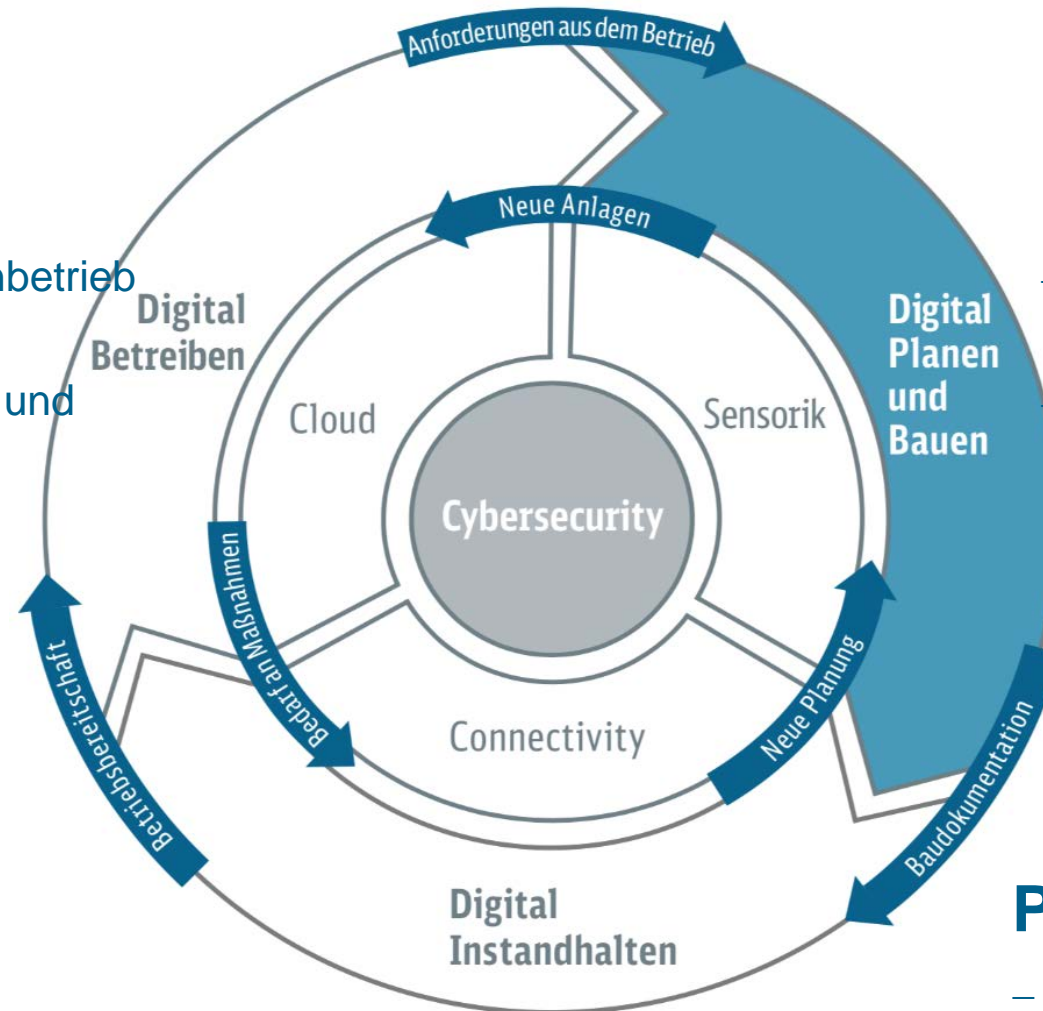 Anforderungen aus dem Betrieb
Neue Anlagen
nbetrieb
und
Digital
Betreiben
Digital
Planen
und
Bauen
Cloud
Sensorik
Cybersecurity
Bedarf an Maßnahmen
Neue Planung
Connectivity
Betriebsbereitschaft
Baudokumentation
Digital
Instandhalten
P
–